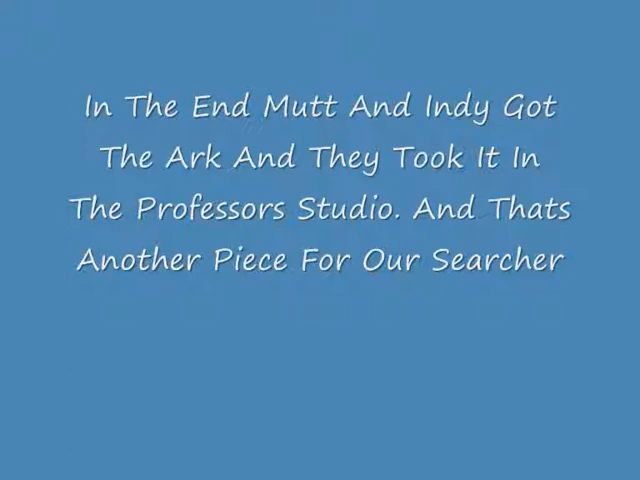 In The End Mutt And Indy Got
The Ark And They Took It In
The Professors Studio. And Thats
Another Piece For Our Searcher